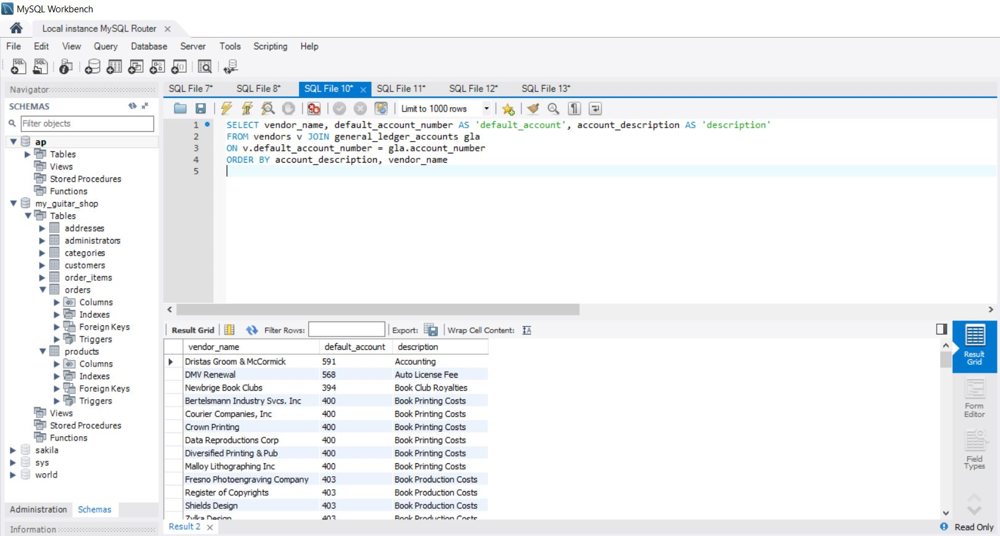 MySQL Workbench
Local instance MySQL Router
File Edit View Query Database Server Tools Scripting Help
Navigator
SCHEMAS
Filter objects
ap
Tables
Views
Stored Procedures
Functions
my_guitar_shop
Tables
addresses
administrators
categories
customers
order_items
orders
Columns
Indexes
Foreign Keys
Triggers
products
Columns
Indexes
Foreign Keys
Triggers
Views
Stored Procedures
Functions
sakila
sys
world
Administration Schemas
Information
SQL File 7* SQL File 8* SQL File 10* SQL File 11* SQL File 12* SQL File 13*
Limit to 1000 rows
1 SELECT vendor_name, default_account_number AS 'default_account', account_description AS 'description'
2 FROM vendors v JOIN general_ledger_accounts gla
3 ON v.default_account_number = gla.account_number
4 ORDER BY account_description, vendor_name
5
Result Grid Filter Rows: Export: Wrap Cell Content:
vendor_name default_account description
Dristas Groom & McCormick 591 Accounting
DMV Renewal 568 Auto License Fee
Newbrige Book Clubs 394 Book Club Royalties
Bertelsmann Industry Svcs. Inc 400 Book Printing Costs
Courier Companies, Inc 400 Book Printing Costs
Crown Printing 400 Book Printing Costs
Data Reproductions Corp 400 Book Printing Costs
Diversified Printing & Pub 400 Book Printing Costs
Malloy Lithographing Inc 400 Book Printing Costs
Fresno Photoengraving Company 403 Book Production Costs
Register of Copyrights 403 Book Production Costs
Shields Design 403 Book Production Costs
Zylka Design 403 Book Production Costs
Result Grid
Form Editor
Field Types
Result 2
Read Only